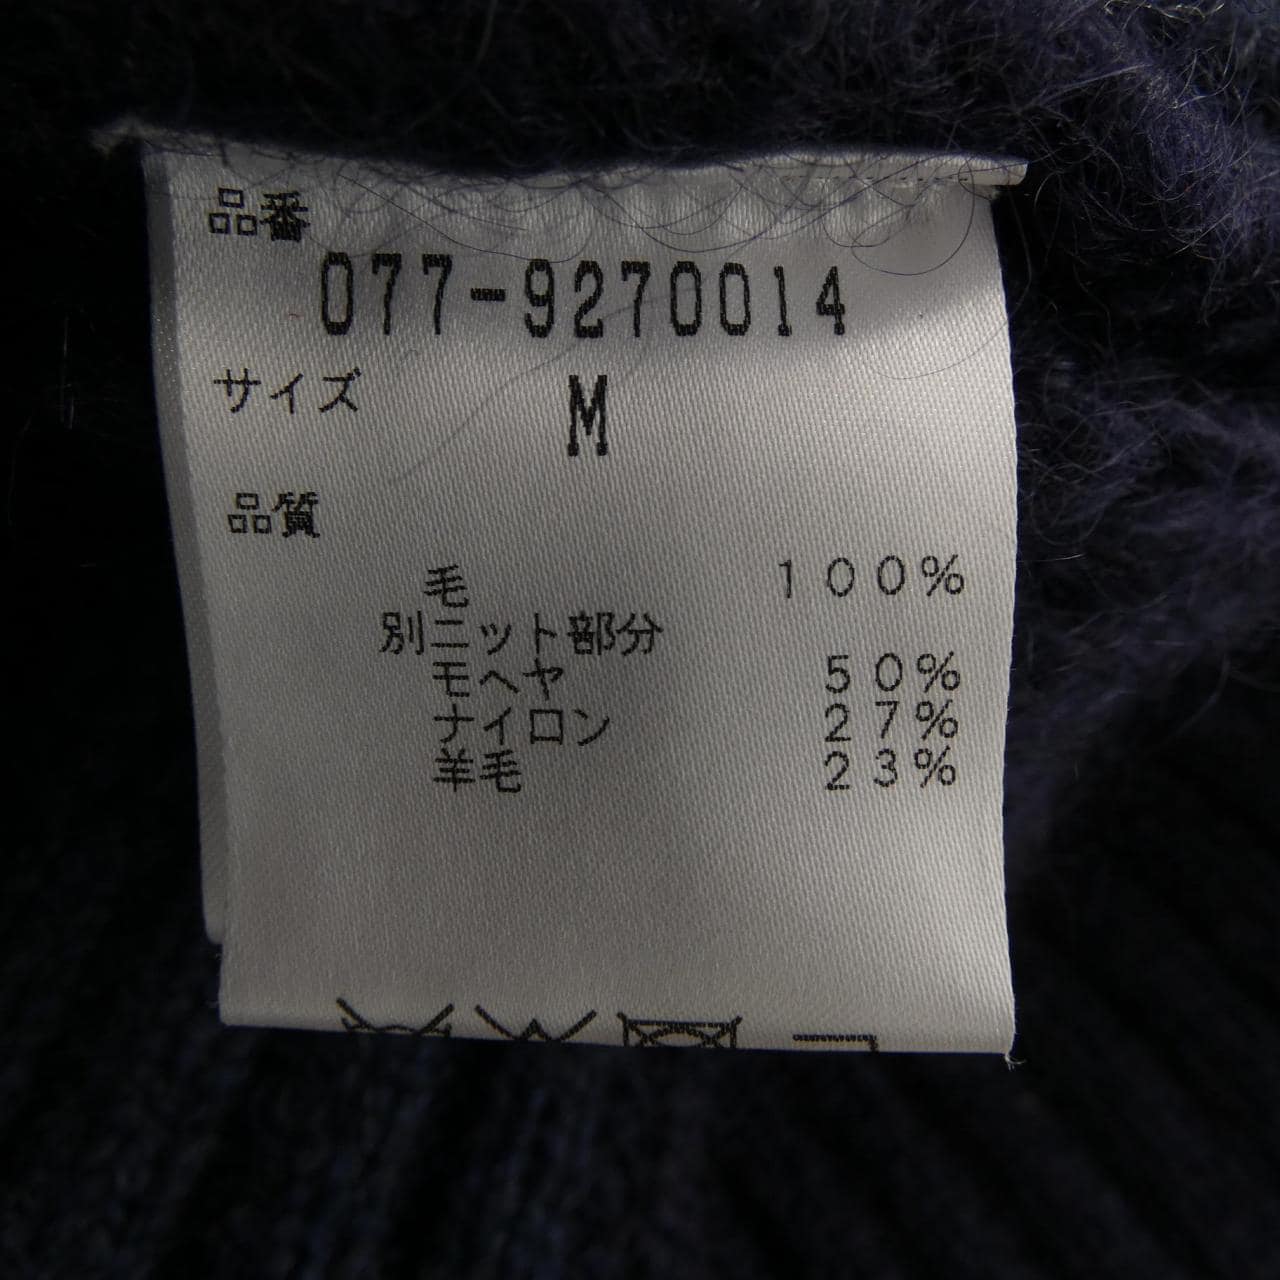 品番
077-9270014
サイズ
M
品質
毛 100%
別ニット部分
モヘヤ 50%
ナイロン 27%
羊毛 23%